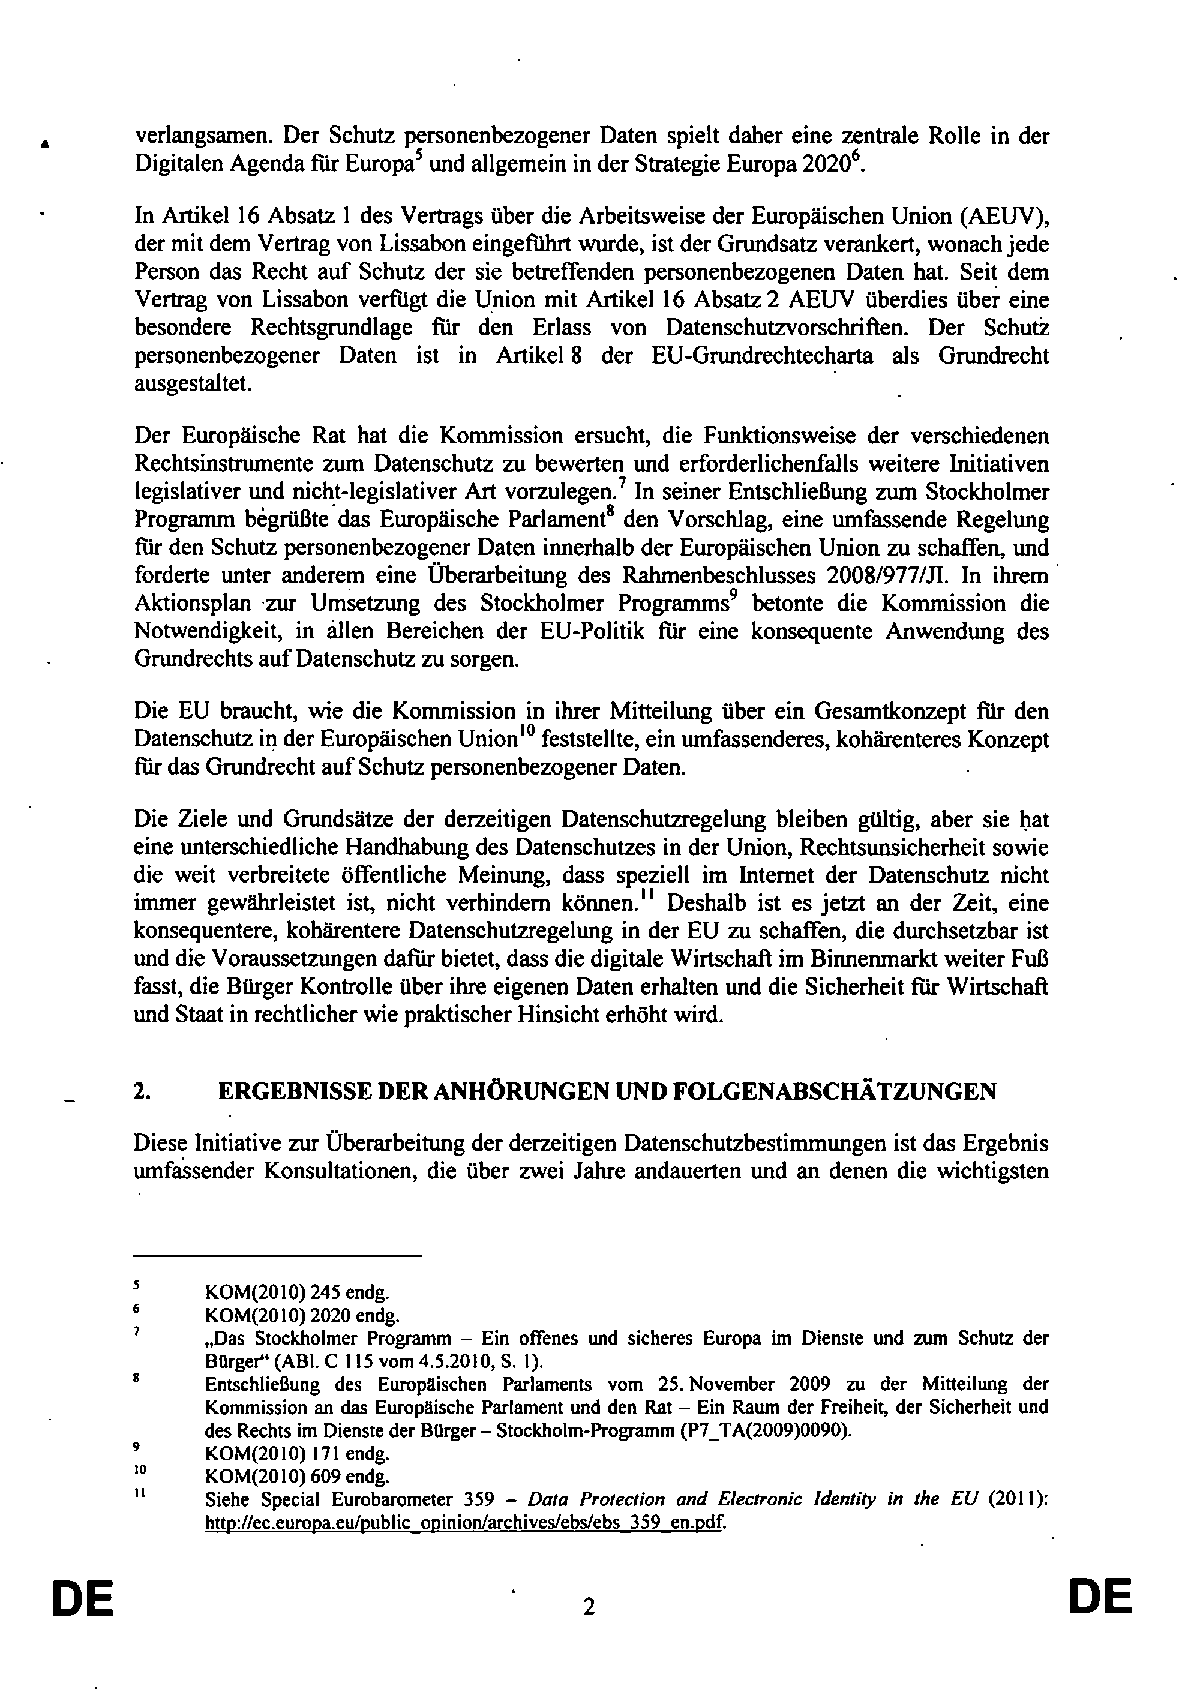 verlangsamen. Der Schutz personenbezogener Daten spielt daher eine zentrale Rolle in der
Digitalen Agenda für Europa⁵ und allgemein in der Strategie Europa 2020⁶.
In Artikel 16 Absatz 1 des Vertrags über die Arbeitsweise der Europäischen Union (AEUV),
der mit dem Vertrag von Lissabon eingeführt wurde, ist der Grundsatz verankert, wonach jede
Person das Recht auf Schutz der sie betreffenden personenbezogenen Daten hat. Seit dem
Vertrag von Lissabon verfügt die Union mit Artikel 16 Absatz 2 AEUV überdies über eine
besondere Rechtsgrundlage für den Erlass von Datenschutzvorschriften. Der Schutz
personenbezogener Daten ist in Artikel 8 der EU-Grundrechtecharta als Grundrecht
ausgestaltet.
Der Europäische Rat hat die Kommission ersucht, die Funktionsweise der verschiedenen
Rechtsinstrumente zum Datenschutz zu bewerten und erforderlichenfalls weitere Initiativen
legislativer und nicht-legislativer Art vorzulegen.⁷ In seiner Entschließung zum Stockholmer
Programm begrüßte das Europäische Parlament⁸ den Vorschlag, eine umfassende Regelung
für den Schutz personenbezogener Daten innerhalb der Europäischen Union zu schaffen, und
forderte unter anderem eine Überarbeitung des Rahmenbeschlusses 2008/977/JI. In ihrem
Aktionsplan zur Umsetzung des Stockholmer Programms⁹ betonte die Kommission die
Notwendigkeit, in allen Bereichen der EU-Politik für eine konsequente Anwendung des
Grundrechts auf Datenschutz zu sorgen.
Die EU braucht, wie die Kommission in ihrer Mitteilung über ein Gesamtkonzept für den
Datenschutz in der Europäischen Union¹⁰ feststellte, ein umfassenderes, kohärenteres Konzept
für das Grundrecht auf Schutz personenbezogener Daten.
Die Ziele und Grundsätze der derzeitigen Datenschutzregelung bleiben gültig, aber sie hat
eine unterschiedliche Handhabung des Datenschutzes in der Union, Rechtsunsicherheit sowie
die weit verbreitete öffentliche Meinung, dass speziell im Internet der Datenschutz nicht
immer gewährleistet ist, nicht verhindern können.¹¹ Deshalb ist es jetzt an der Zeit, eine
konsequentere, kohärentere Datenschutzregelung in der EU zu schaffen, die durchsetzbar ist
und die Voraussetzungen dafür bietet, dass die digitale Wirtschaft im Binnenmarkt weiter Fuß
fasst, die Bürger Kontrolle über ihre eigenen Daten erhalten und die Sicherheit für Wirtschaft
und Staat in rechtlicher wie praktischer Hinsicht erhöht wird.
2. ERGEBNISSE DER ANHÖRUNGEN UND FOLGENABSCHÄTZUNGEN
Diese Initiative zur Überarbeitung der derzeitigen Datenschutzbestimmungen ist das Ergebnis
umfassender Konsultationen, die über zwei Jahre andauerten und an denen die wichtigsten
5 KOM(2010) 245 endg.
6 KOM(2010) 2020 endg.
7 „Das Stockholmer Programm – Ein offenes und sicheres Europa im Dienste und zum Schutz der
Bürger“ (ABl. C 115 vom 4.5.2010, S. 1).
8 Entschließung des Europäischen Parlaments vom 25. November 2009 zu der Mitteilung der
Kommission an das Europäische Parlament und den Rat – Ein Raum der Freiheit, der Sicherheit und
des Rechts im Dienste der Bürger – Stockholm-Programm (P7_TA(2009)0090).
9 KOM(2010) 171 endg.
10 KOM(2010) 609 endg.
11 Siehe Special Eurobarometer 359 – Data Protection and Electronic Identity in the EU (2011):
http://ec.europa.eu/public_opinion/archives/ebs/ebs_359_en.pdf.
DE 2 DE